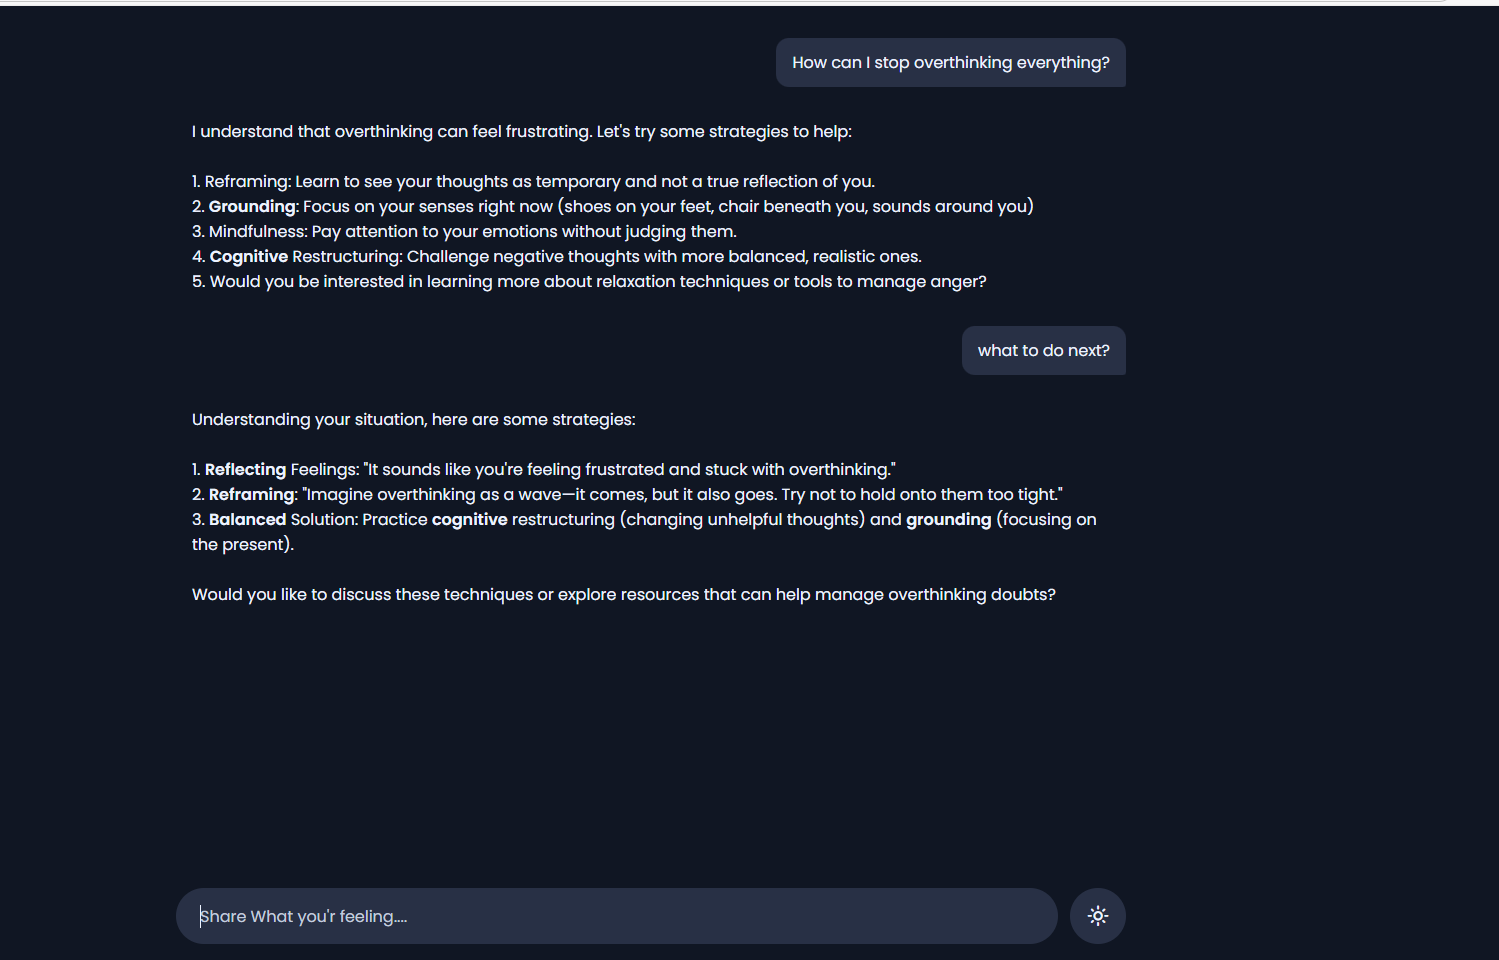 How can I stop overthinking everything?
I understand that overthinking can feel frustrating. Let's try some strategies to help:
1. Reframing: Learn to see your thoughts as temporary and not a true reflection of you.
2. Grounding: Focus on your senses right now (shoes on your feet, chair beneath you, sounds around you)
3. Mindfulness: Pay attention to your emotions without judging them.
4. Cognitive Restructuring: Challenge negative thoughts with more balanced, realistic ones.
5. Would you be interested in learning more about relaxation techniques or tools to manage anger?
what to do next?
Understanding your situation, here are some strategies:
1. Reflecting Feelings: "It sounds like you're feeling frustrated and stuck with overthinking."
2. Reframing: "Imagine overthinking as a wave—it comes, but it also goes. Try not to hold onto them too tight."
3. Balanced Solution: Practice cognitive restructuring (changing unhelpful thoughts) and grounding (focusing on
the present).
Would you like to discuss these techniques or explore resources that can help manage overthinking doubts?
Share What you'r feeling....